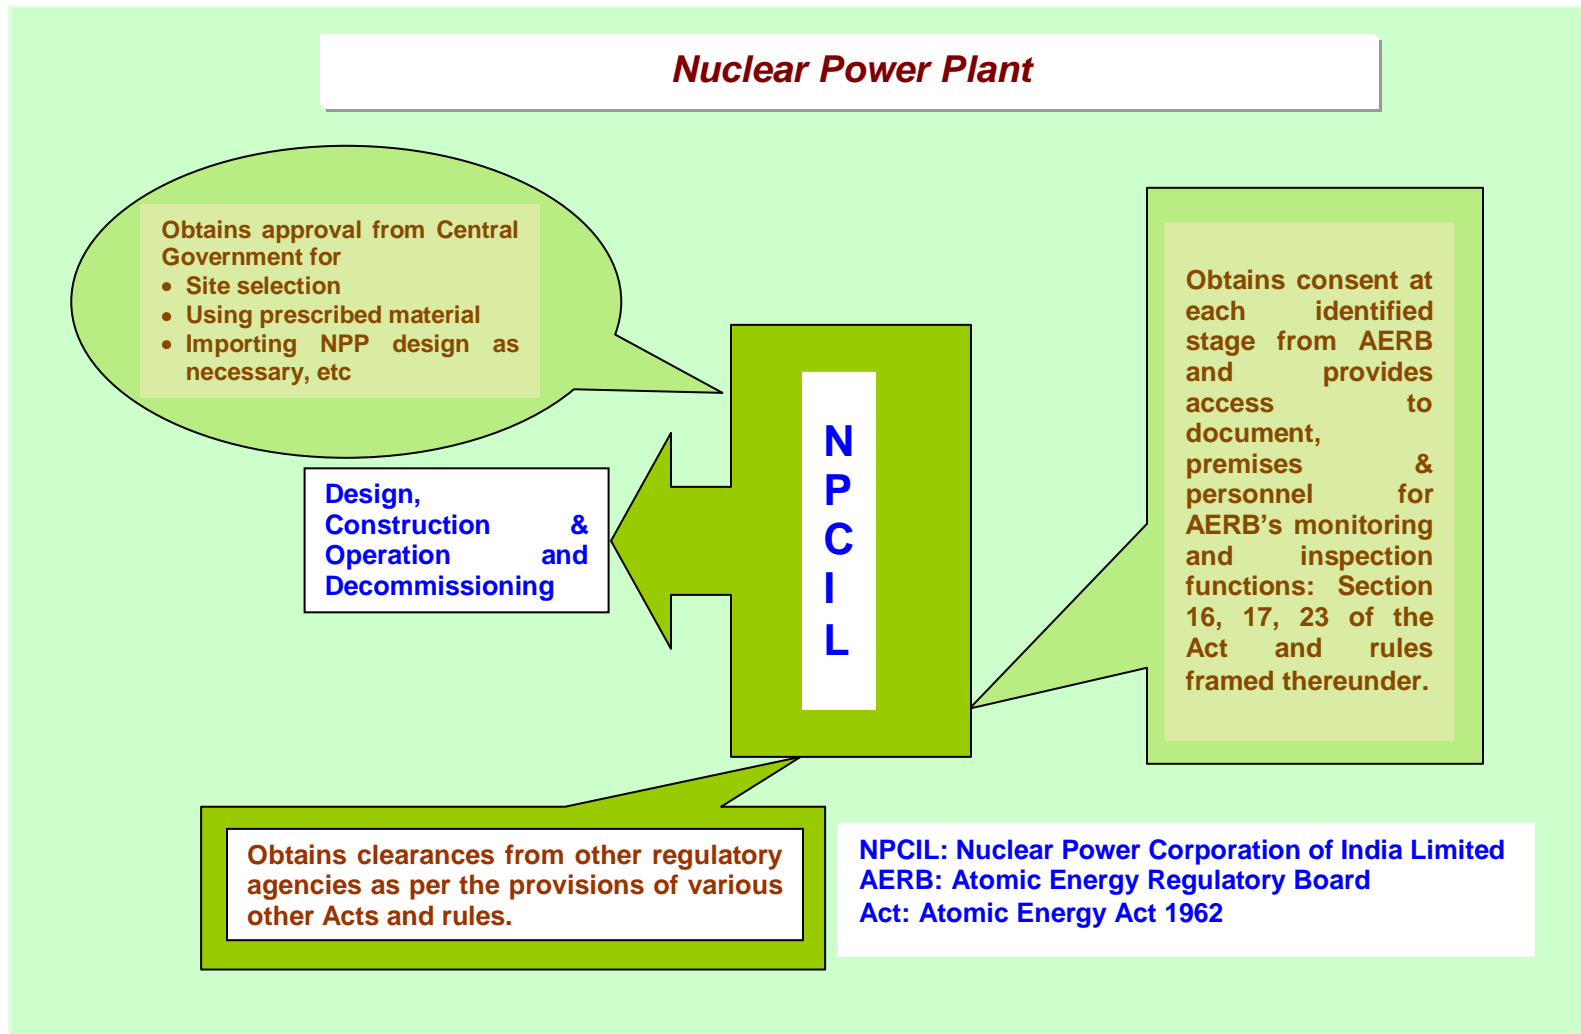 Nuclear Power Plant
Obtains approval from Central
Government for
• Site selection
• Using prescribed material
• Importing NPP design as
necessary, etc
Design,
Construction &
Operation and
Decommissioning
N
P
C
I
L
Obtains consent at
each identified
stage from AERB
and provides
access to
document,
premises &
personnel for
AERB’s monitoring
and inspection
functions: Section
16, 17, 23 of the
Act and rules
framed thereunder.
Obtains clearances from other regulatory
agencies as per the provisions of various
other Acts and rules.
NPCIL: Nuclear Power Corporation of India Limited
AERB: Atomic Energy Regulatory Board
Act: Atomic Energy Act 1962